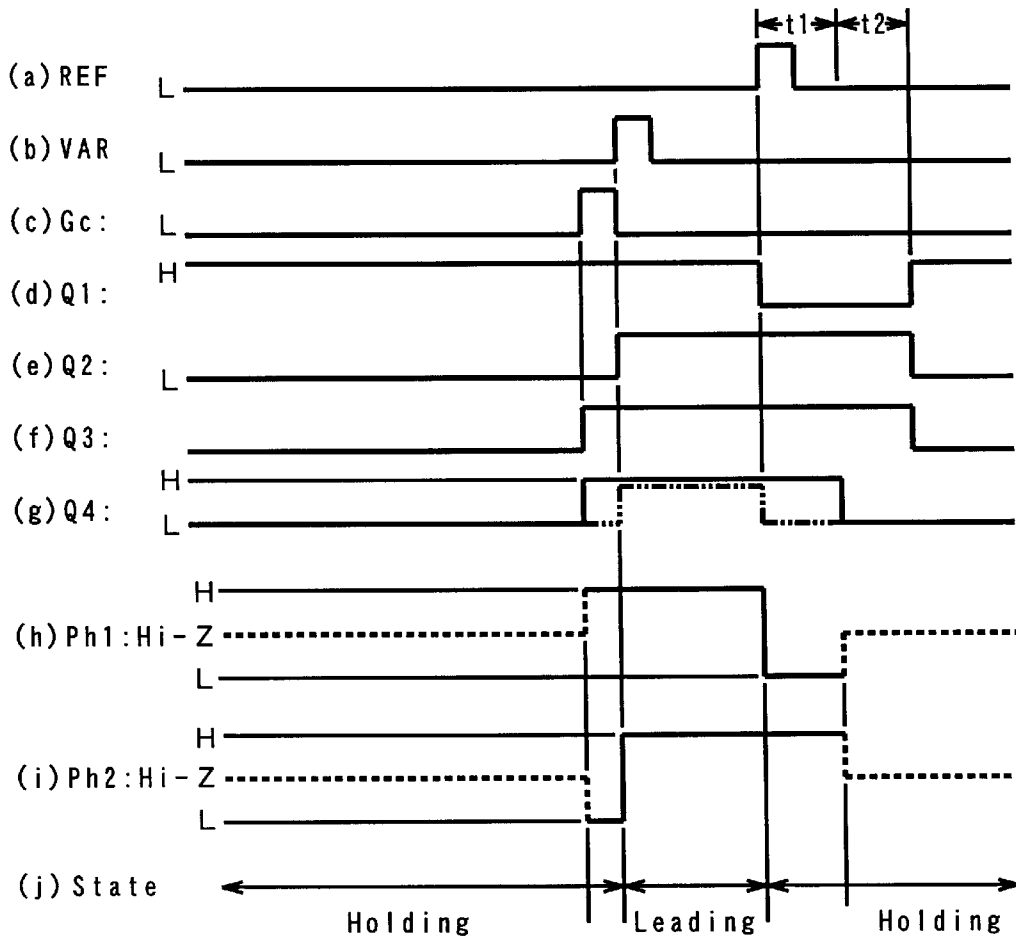 t1 t2
(a) REF L
(b) VAR L
(c) Gc: L
H
(d) Q1:
(e) Q2: L
(f) Q3:
H
(g) Q4: L
H
(h) Ph1:Hi-Z
L
H
(i) Ph2:Hi-Z
L
(j) State
Holding Leading Holding